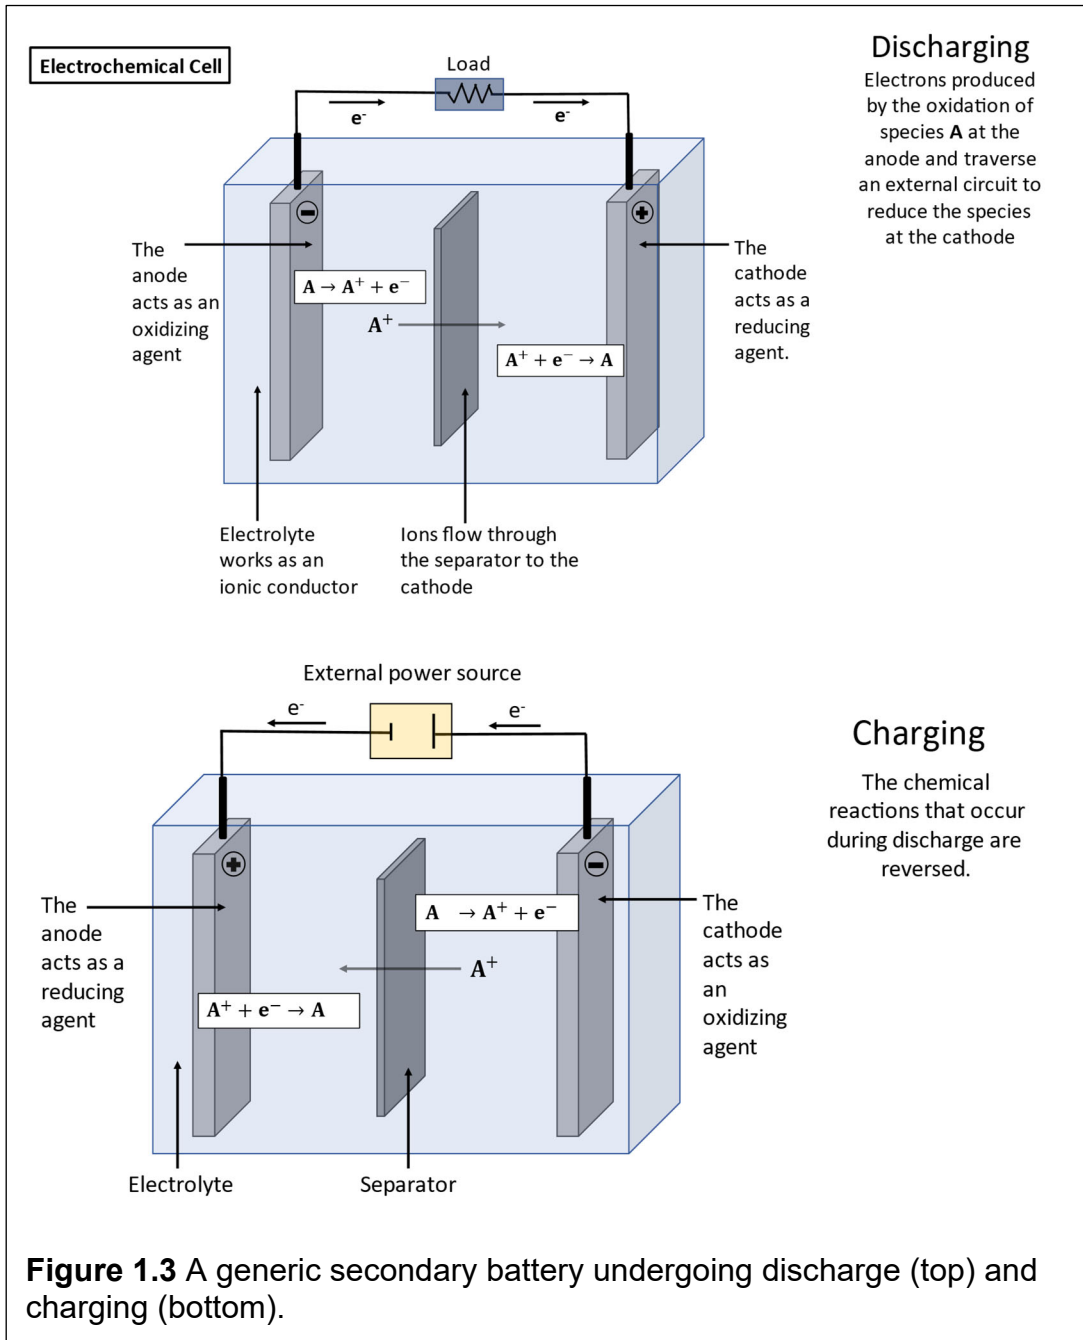 Electrochemical Cell
Load
e-
e-
Discharging
Electrons produced
by the oxidation of
species A at the
anode and traverse
an external circuit to
reduce the species
at the cathode
−
+
The
anode
acts as an
oxidizing
agent
A → A⁺ + e⁻
A⁺
A⁺ + e⁻ → A
The
cathode
acts as a
reducing
agent.
Electrolyte
works as an
ionic conductor
Ions flow through
the separator to the
cathode
External power source
e-
e-
Charging
The chemical
reactions that occur
during discharge are
reversed.
+
−
The
anode
acts as a
reducing
agent
A → A⁺ + e⁻
A⁺
A⁺ + e⁻ → A
The
cathode
acts as
an
oxidizing
agent
Electrolyte
Separator
Figure 1.3 A generic secondary battery undergoing discharge (top) and
charging (bottom).